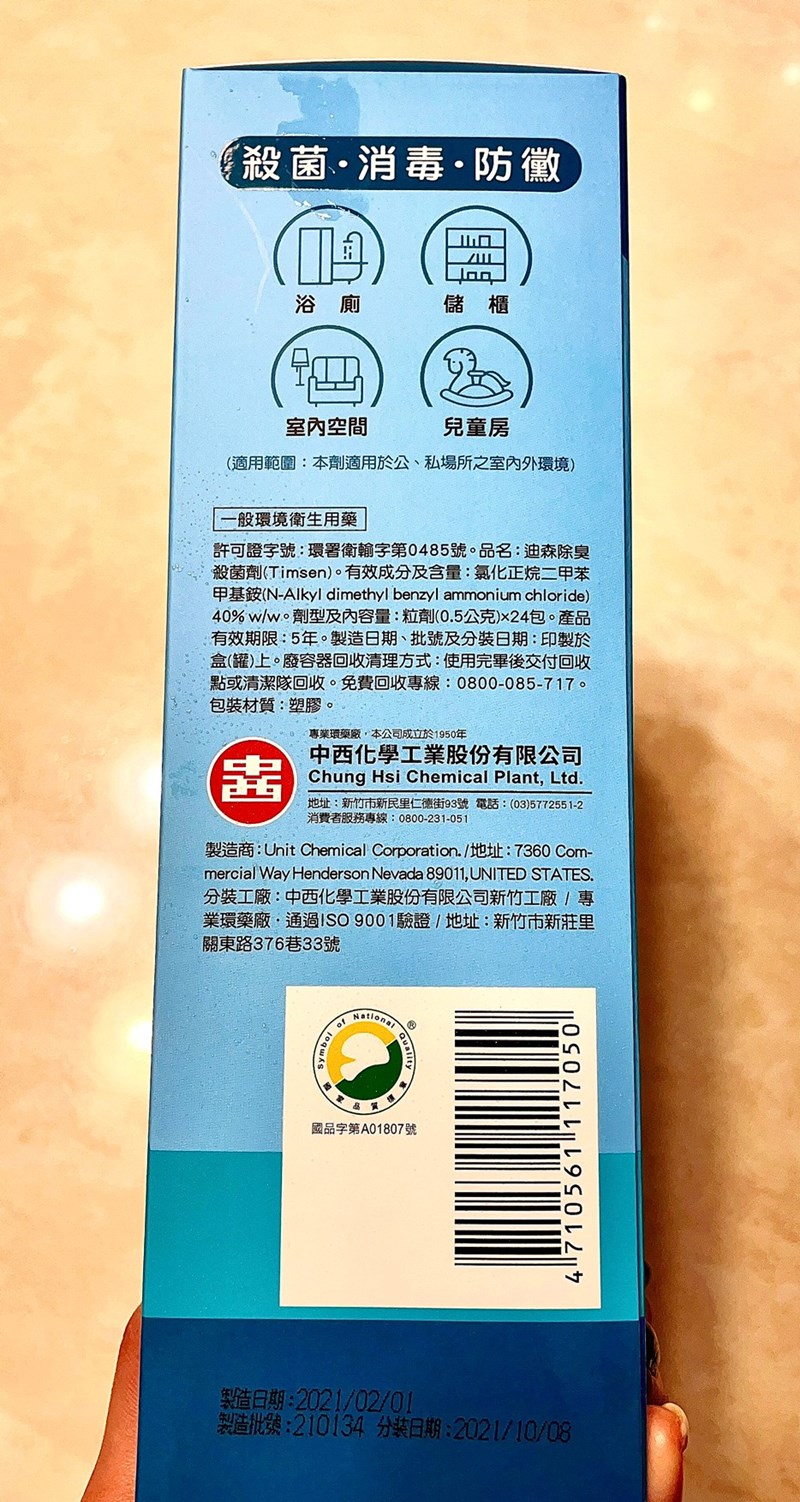 殺菌·消毒·防黴
浴廁
儲櫃
室內空間
兒童房
(適用範圍：本劑適用於公、私場所之室內外環境)
一般環境衛生用藥
許可證字號：環署衛輸字第0485號。品名：迪森除臭
殺菌劑(Timsen)。有效成分及含量：氯化正烷二甲苯
甲基銨(N-Alkyl dimethyl benzyl ammonium chloride)
40% w/w。劑型及內容量：粒劑(0.5公克)×24包。產品
有效期限：5年。製造日期、批號及分裝日期：印製於
盒(罐)上。廢容器回收清理方式：使用完畢後交付回收
點或清潔隊回收。免費回收專線：0800-085-717。
包裝材質：塑膠。
專業環藥廠，本公司成立於1950年
中西
中西化學工業股份有限公司
Chung Hsi Chemical Plant, Ltd.
地址：新竹市新民里仁德街93號 電話：(03)5772551-2
消費者服務專線：0800-231-051
製造商：Unit Chemical Corporation./地址：7360 Com-
mercial Way Henderson Nevada 89011,UNITED STATES.
分裝工廠：中西化學工業股份有限公司新竹工廠 / 專
業環藥廠，通過ISO 9001驗證 / 地址：新竹市新莊里
關東路376巷33號
Symbol of National Quality
®
國家品質標章
國品字第A01807號
4 710561 117050
製造日期:2021/02/01
製造批號:210134 分裝日期:2021/10/08